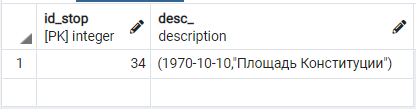 id_stop desc_
[PK] integer description
1 34 (1970-10-10,"Площадь Конституции")